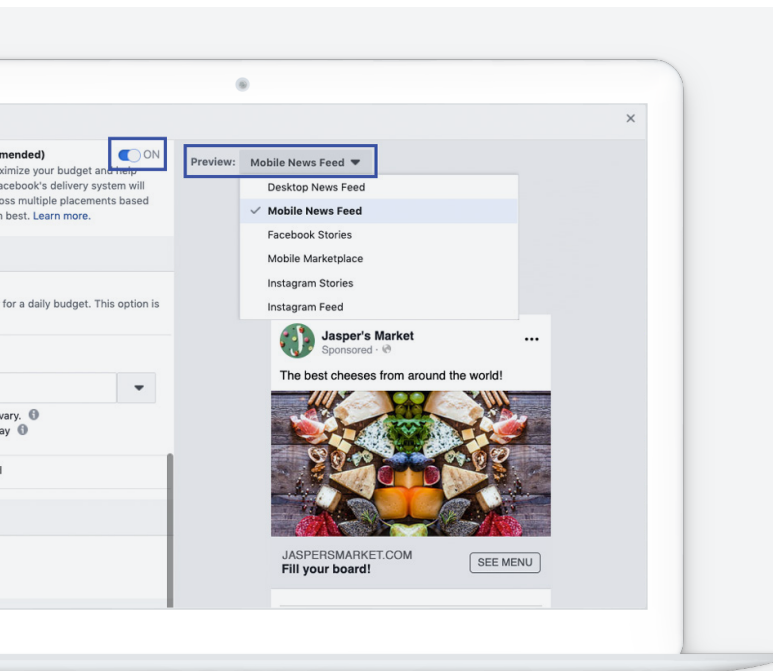 mended)
ON
ximize your budget and help
acebook's delivery system will
oss multiple placements based
n best. Learn more.
for a daily budget. This option is
vary.
ay
Preview: Mobile News Feed
Desktop News Feed
Mobile News Feed
Facebook Stories
Mobile Marketplace
Instagram Stories
Instagram Feed
Jasper's Market
Sponsored ·
The best cheeses from around the world!
JASPERSMARKET.COM
Fill your board!
SEE MENU